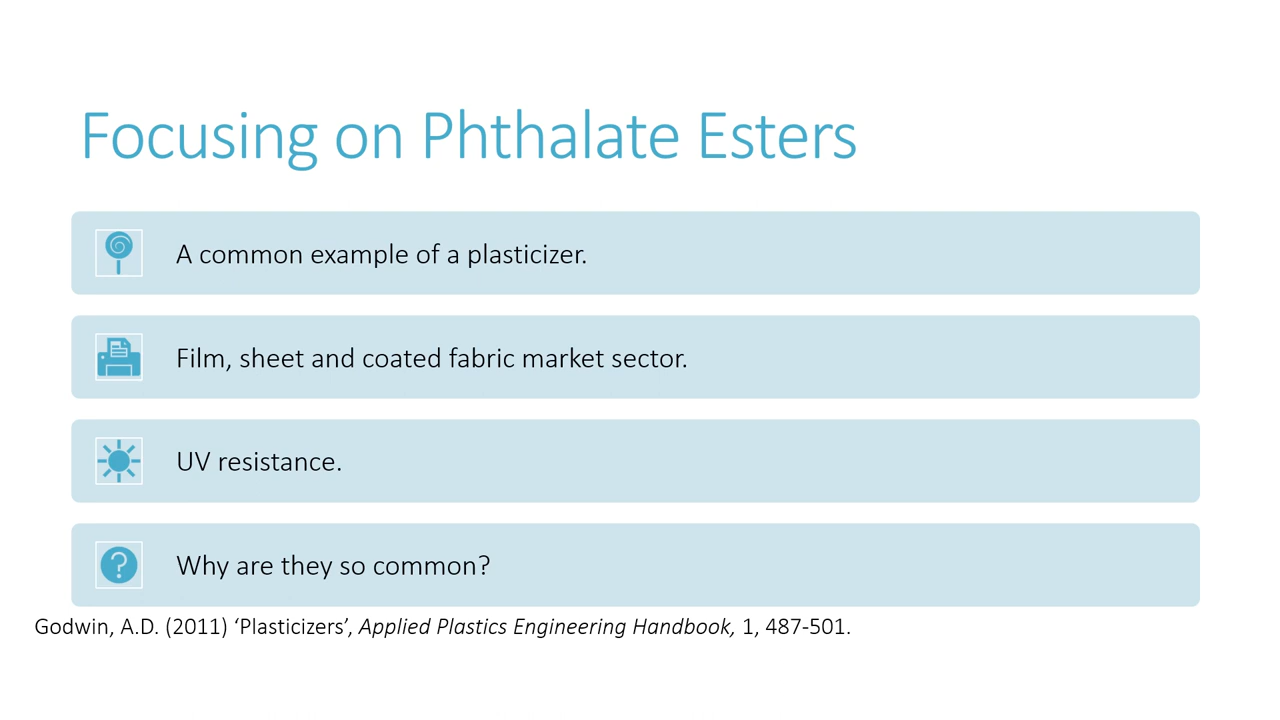 Focusing on Phthalate Esters
A common example of a plasticizer.
Film, sheet and coated fabric market sector.
UV resistance.
Why are they so common?
Godwin, A.D. (2011) ‘Plasticizers’, Applied Plastics Engineering Handbook, 1, 487-501.